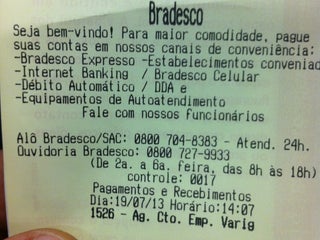 Bradesco
Seja bem-vindo! Para maior comodidade, pague
suas contas em nossos canais de conveniência:
-Bradesco Expresso -Estabelecimentos conveniad
-Internet Banking / Bradesco Celular
-Débito Automático / DDA e
-Equipamentos de Autoatendimento
Fale com nossos funcionários
Alô Bradesco/SAC: 0800 704-8383 - Atend. 24h.
Ouvidoria Bradesco: 0800 727-9933
(De 2a. a 6a. feira, das 8h às 18h)
controle: 0017
Pagamentos e Recebimentos
Dia:19/07/13 Horário:14:07
1526 - Ag. Cto. Emp. Varig